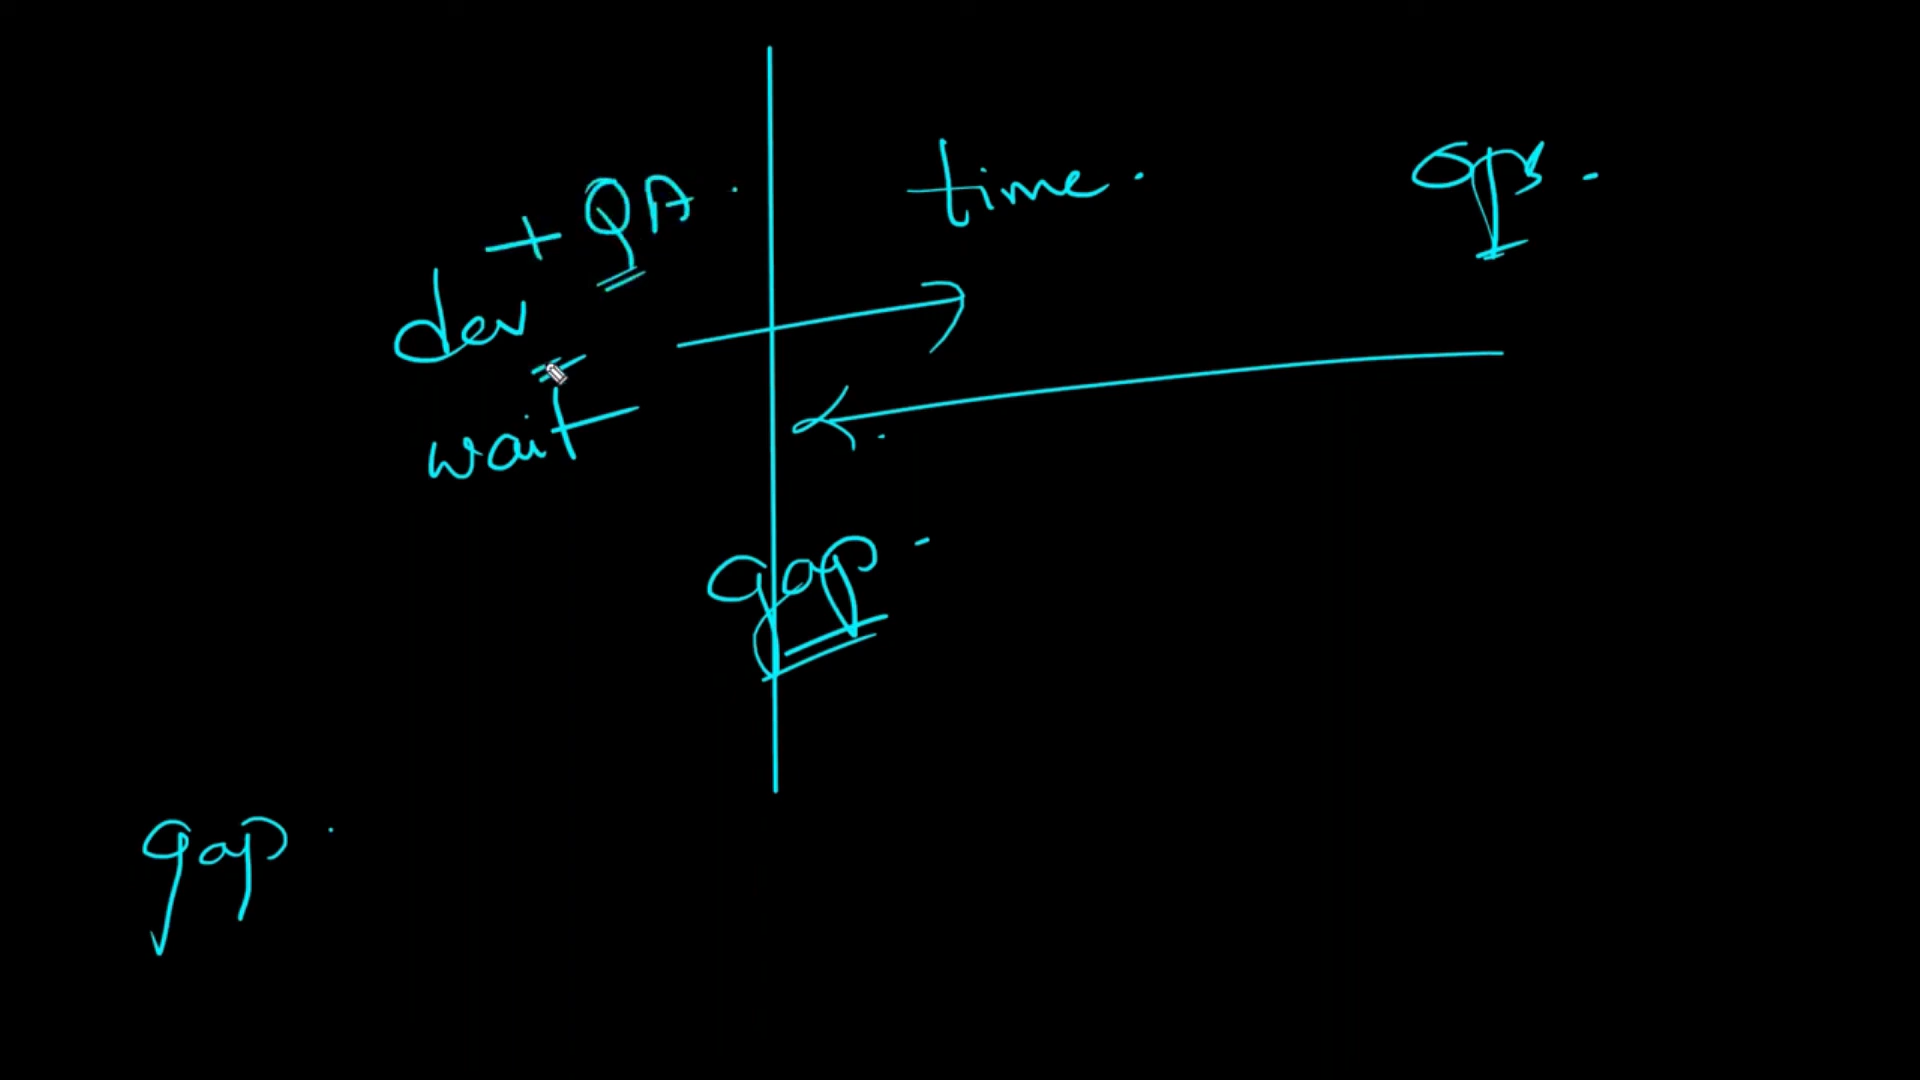 + QA . time . ops .
dev
wait
gap .
gap .